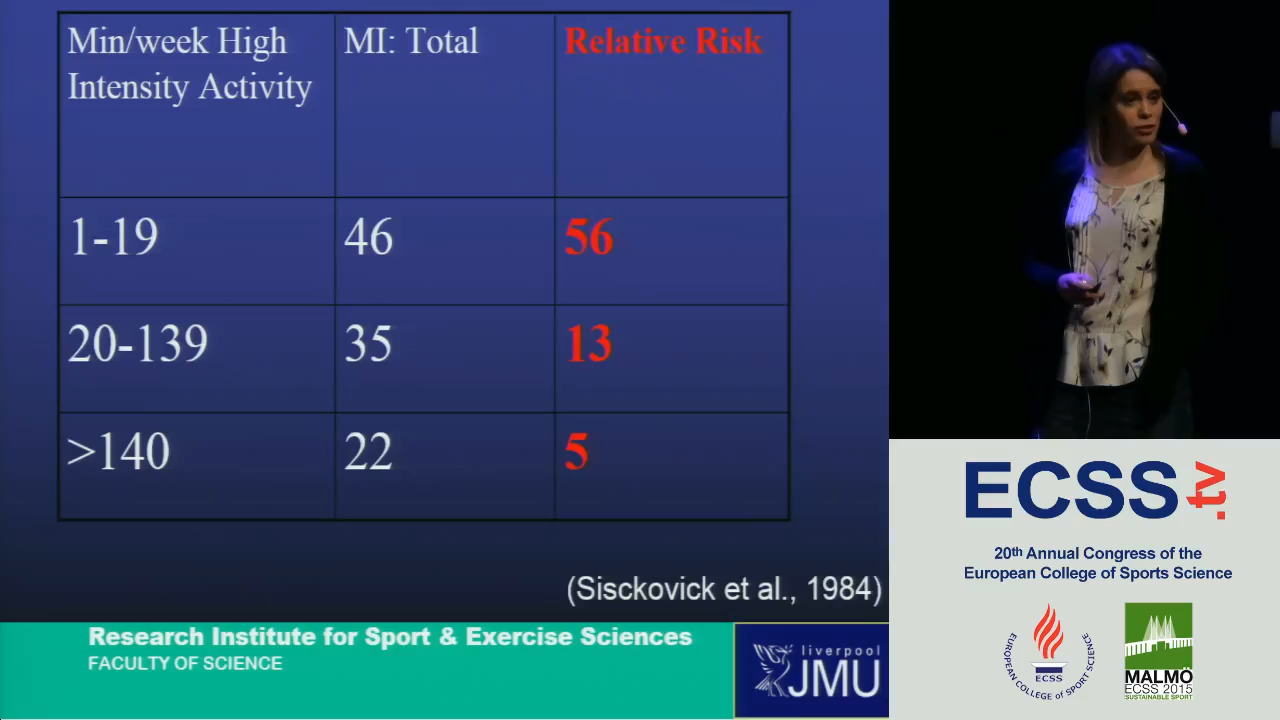 Min/week High
Intensity Activity
MI: Total
Relative Risk
1-19
46
56
20-139
35
13
>140
22
5
(Sisckovick et al., 1984)
Research Institute for Sport & Exercise Sciences
FACULTY OF SCIENCE
liverpool
JMU
ECSS
.tv
20th Annual Congress of the
European College of Sports Science
EUROPEAN COLLEGE OF SPORT SCIENCE
ECSS
MALMÖ
ECSS 2015
SUSTAINABLE SPORT